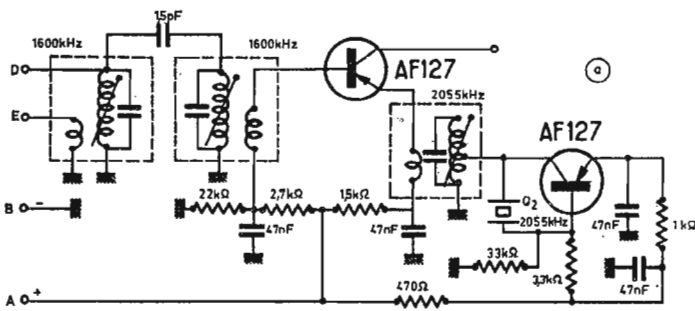 1,5pF
1600kHz
1600kHz
D
E
AF127
a
2055kHz
AF127
B -
22kΩ
2,7kΩ
1,5kΩ
Q2
2055kHz
47nF
1kΩ
47nF
47nF
33kΩ
3,3kΩ
47nF
A +
470Ω